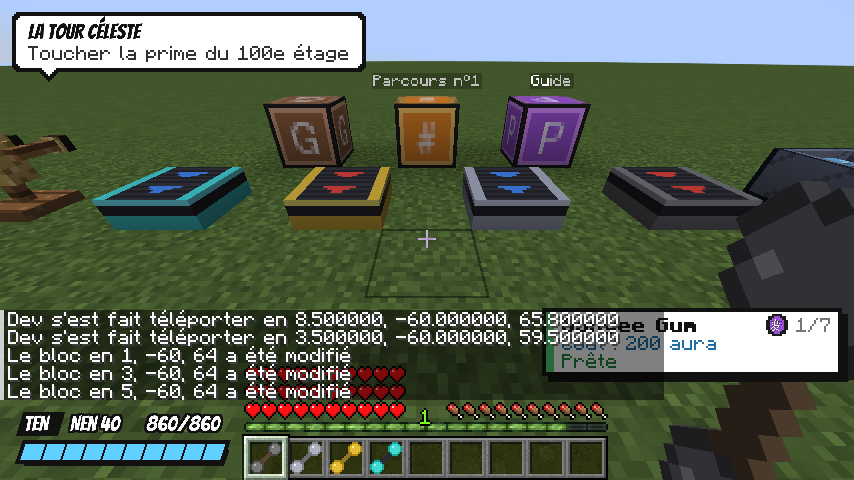 LA TOUR CÉLESTE
Toucher la prime du 100e étage
Parcours n°1
Guide
G G # P P
Dev s'est fait téléporter en 8.500000, -60.000000, 65.800000
Dev s'est fait téléporter en 3.500000, -60.000000, 59.500000
Le bloc en 1, -60, 64 a été modifié
Le bloc en 3, -60, 64 a été modifié
Le bloc en 5, -60, 64 a été modifié
Gum
1/7
200 aura
Prête
TEN NEN 40 860/860
1